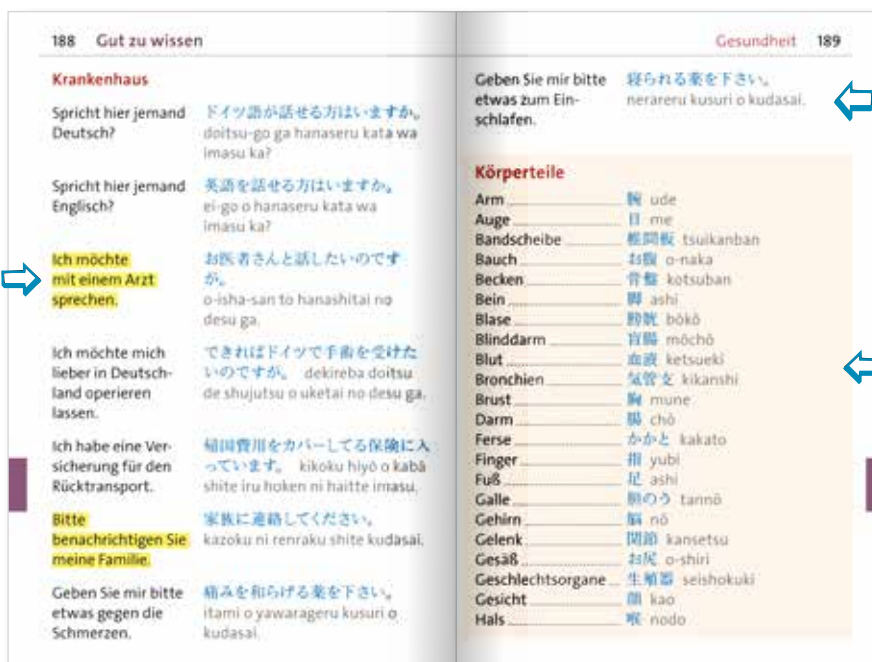 188 Gut zu wissen
Krankenhaus
Spricht hier jemand
Deutsch?
ドイツ語が話せる方はいますか。
doitsu-go ga hanaseru kata wa
imasu ka?
Spricht hier jemand
Englisch?
英語を話せる方はいますか。
ei-go o hanaseru kata wa
imasu ka?
Ich möchte
mit einem Arzt
sprechen.
お医者さんと話したいのです
が。
o-isha-san to hanashitai no
desu ga.
Ich möchte mich
lieber in Deutsch-
land operieren
lassen.
できればドイツで手術を受けた
いのですが。 dekireba doitsu
de shujutsu o uketai no desu ga.
Ich habe eine Ver-
sicherung für den
Rücktransport.
帰国費用をカバーしてる保険に入
っています。 kikoku hiyō o kabā
shite iru hoken ni haitte imasu.
Bitte
benachrichtigen Sie
meine Familie.
家族に連絡してください。
kazoku ni renraku shite kudasai.
Geben Sie mir bitte
etwas gegen die
Schmerzen.
痛みを和らげる薬を下さい。
itami o yawarageru kusuri o
kudasai.
Gesundheit 189
Geben Sie mir bitte
etwas zum Ein-
schlafen.
寝られる薬を下さい。
nerareru kusuri o kudasai.
Körperteile
Arm 腕 ude
Auge 目 me
Bandscheibe 椎間板 tsuikanban
Bauch お腹 o-naka
Becken 骨盤 kotsuban
Bein 脚 ashi
Blase 膀胱 bōkō
Blinddarm 盲腸 mōchō
Blut 血液 ketsueki
Bronchien 気管支 kikanshi
Brust 胸 mune
Darm 腸 chō
Ferse かかと kakato
Finger 指 yubi
Fuß 足 ashi
Galle 胆のう tannō
Gehirn 脳 nō
Gelenk 関節 kansetsu
Gesäß お尻 o-shiri
Geschlechtsorgane 生殖器 seishokuki
Gesicht 顔 kao
Hals 喉 nodo